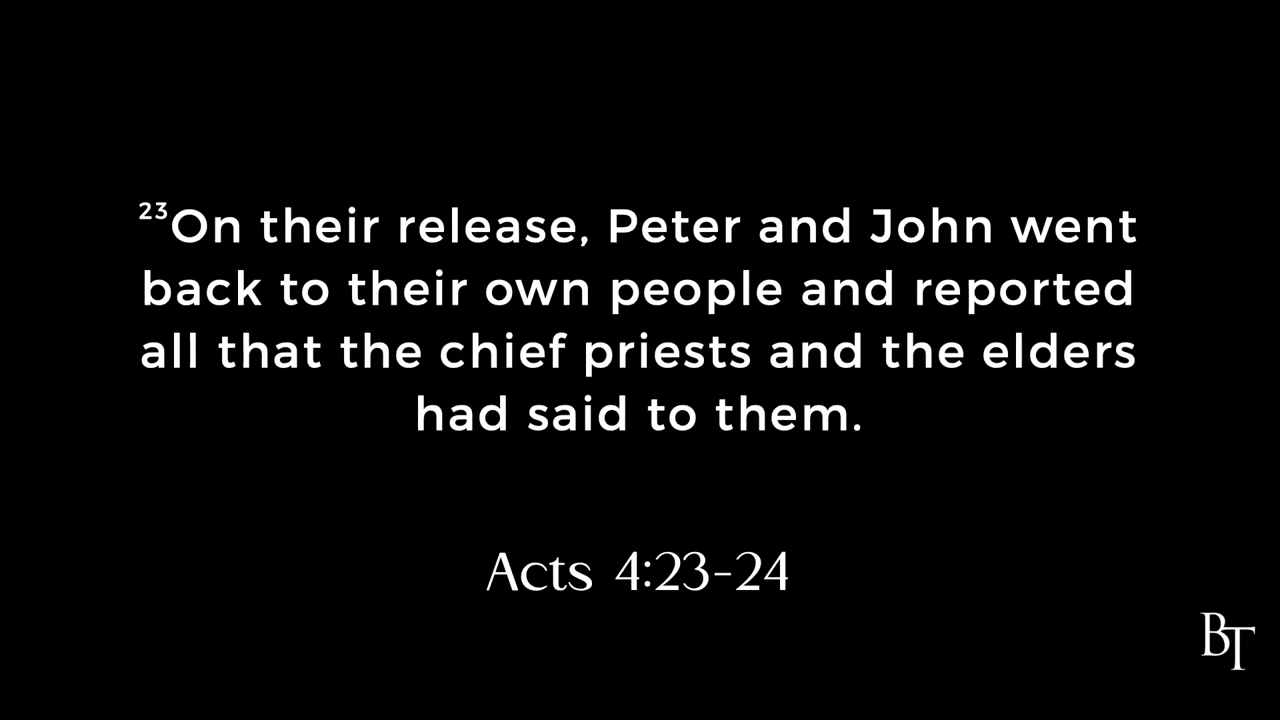 ²³On their release, Peter and John went
back to their own people and reported
all that the chief priests and the elders
had said to them.
Acts 4:23-24
BT